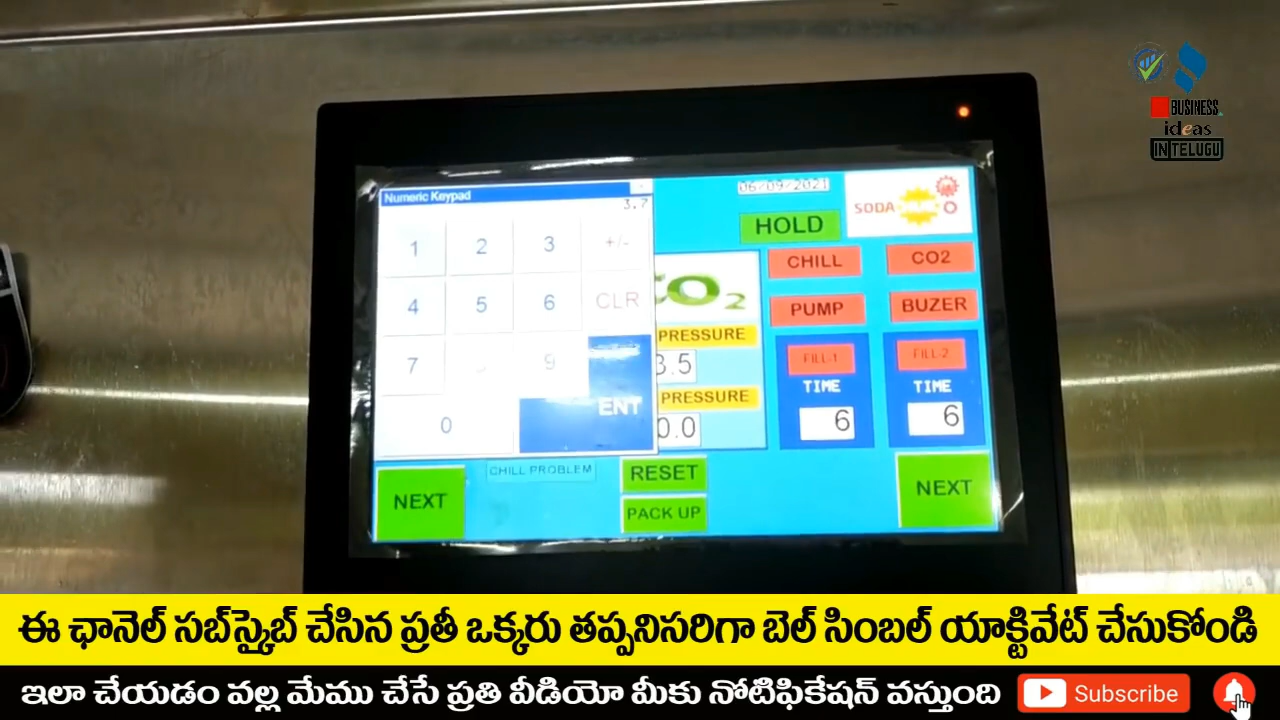 BUSINESS
ideas
IN TELUGU
06/09/2021
Numeric Keypad
3.7
1 2 3 +/-
4 5 6 CLR
7 9
0 ENT
SODA
HOLD
CO2
CHILL CO2
PUMP BUZER
PRESSURE
3.5
PRESSURE
0.0
FILL-1 FILL-2
TIME TIME
6 6
CHILL PROBLEM
NEXT RESET NEXT
PACK UP
ఈ ఛానెల్ సబ్‌స్క్రైబ్ చేసిన ప్రతీ ఒక్కరు తప్పనిసరిగా బెల్ సింబల్ యాక్టివేట్ చేసుకోండి
ఇలా చేయడం వల్ల మేము చేసే ప్రతి వీడియో మీకు నోటిఫికేషన్ వస్తుంది Subscribe